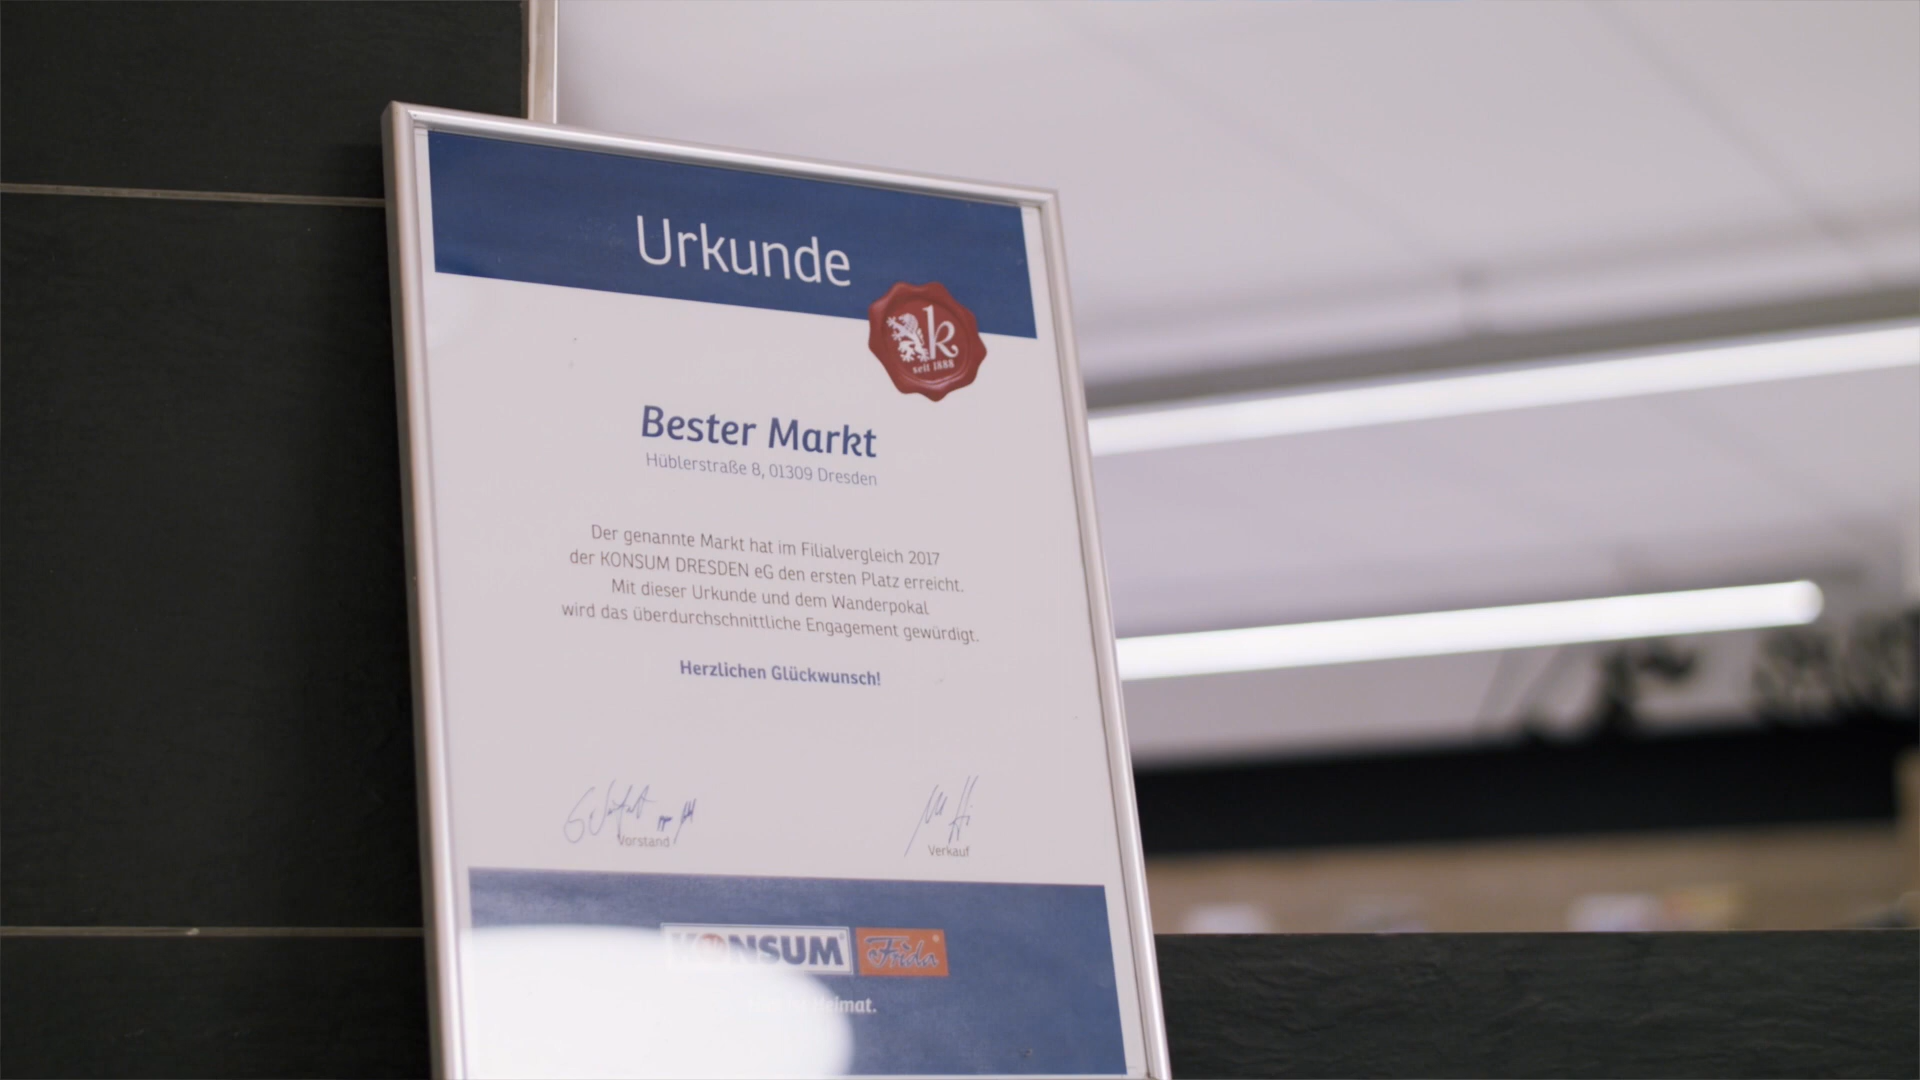 Urkunde
k
seit 1888
Bester Markt
Hüblerstraße 8, 01309 Dresden
Der genannte Markt hat im Filialvergleich 2017
der KONSUM DRESDEN eG den ersten Platz erreicht.
Mit dieser Urkunde und dem Wanderpokal
wird das überdurchschnittliche Engagement gewürdigt.
Herzlichen Glückwunsch!
Vorstand
Verkauf
KONSUM Frida
Heimat.